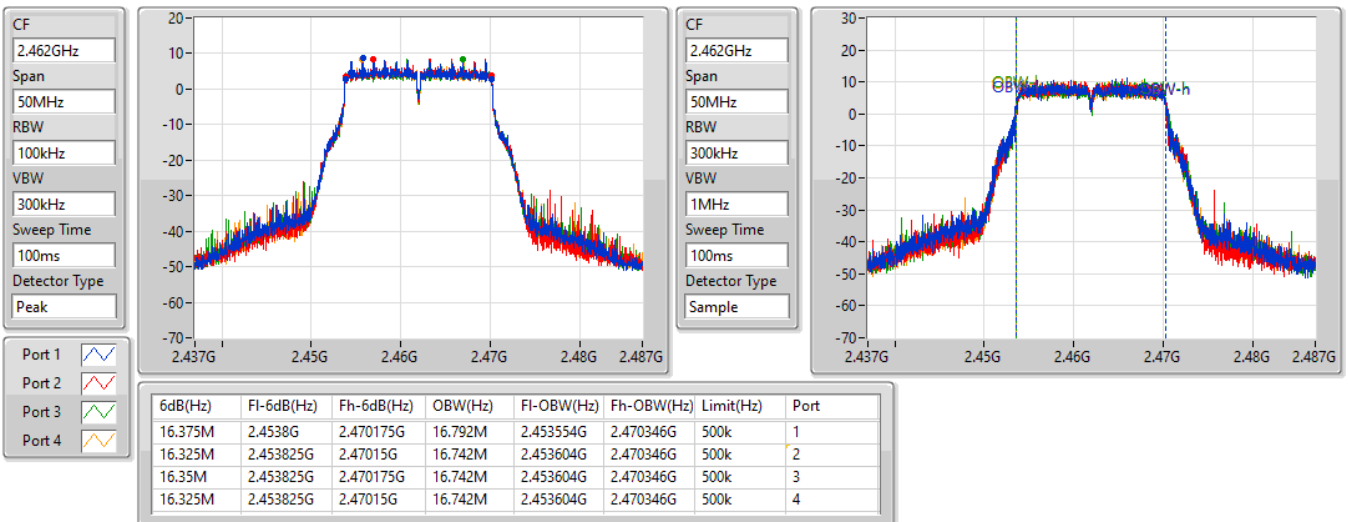 CF
2.462GHz
Span
50MHz
RBW
100kHz
VBW
300kHz
Sweep Time
100ms
Detector Type
Peak
20
10
0
-10
-20
-30
-40
-50
-60
-70
2.437G 2.45G 2.46G 2.47G 2.48G 2.487G
CF
2.462GHz
Span
50MHz
RBW
300kHz
VBW
1MHz
Sweep Time
100ms
Detector Type
Sample
30
20
10
0
-10
-20
-30
-40
-50
-60
-70
OBW-h
2.437G 2.45G 2.46G 2.47G 2.48G 2.487G
Port 1
Port 2
Port 3
Port 4
6dB(Hz) Fl-6dB(Hz) Fh-6dB(Hz) OBW(Hz) Fl-OBW(Hz) Fh-OBW(Hz) Limit(Hz) Port
16.375M 2.4538G 2.470175G 16.792M 2.453554G 2.470346G 500k 1
16.325M 2.453825G 2.47015G 16.742M 2.453604G 2.470346G 500k 2
16.35M 2.453825G 2.470175G 16.742M 2.453604G 2.470346G 500k 3
16.325M 2.453825G 2.47015G 16.742M 2.453604G 2.470346G 500k 4